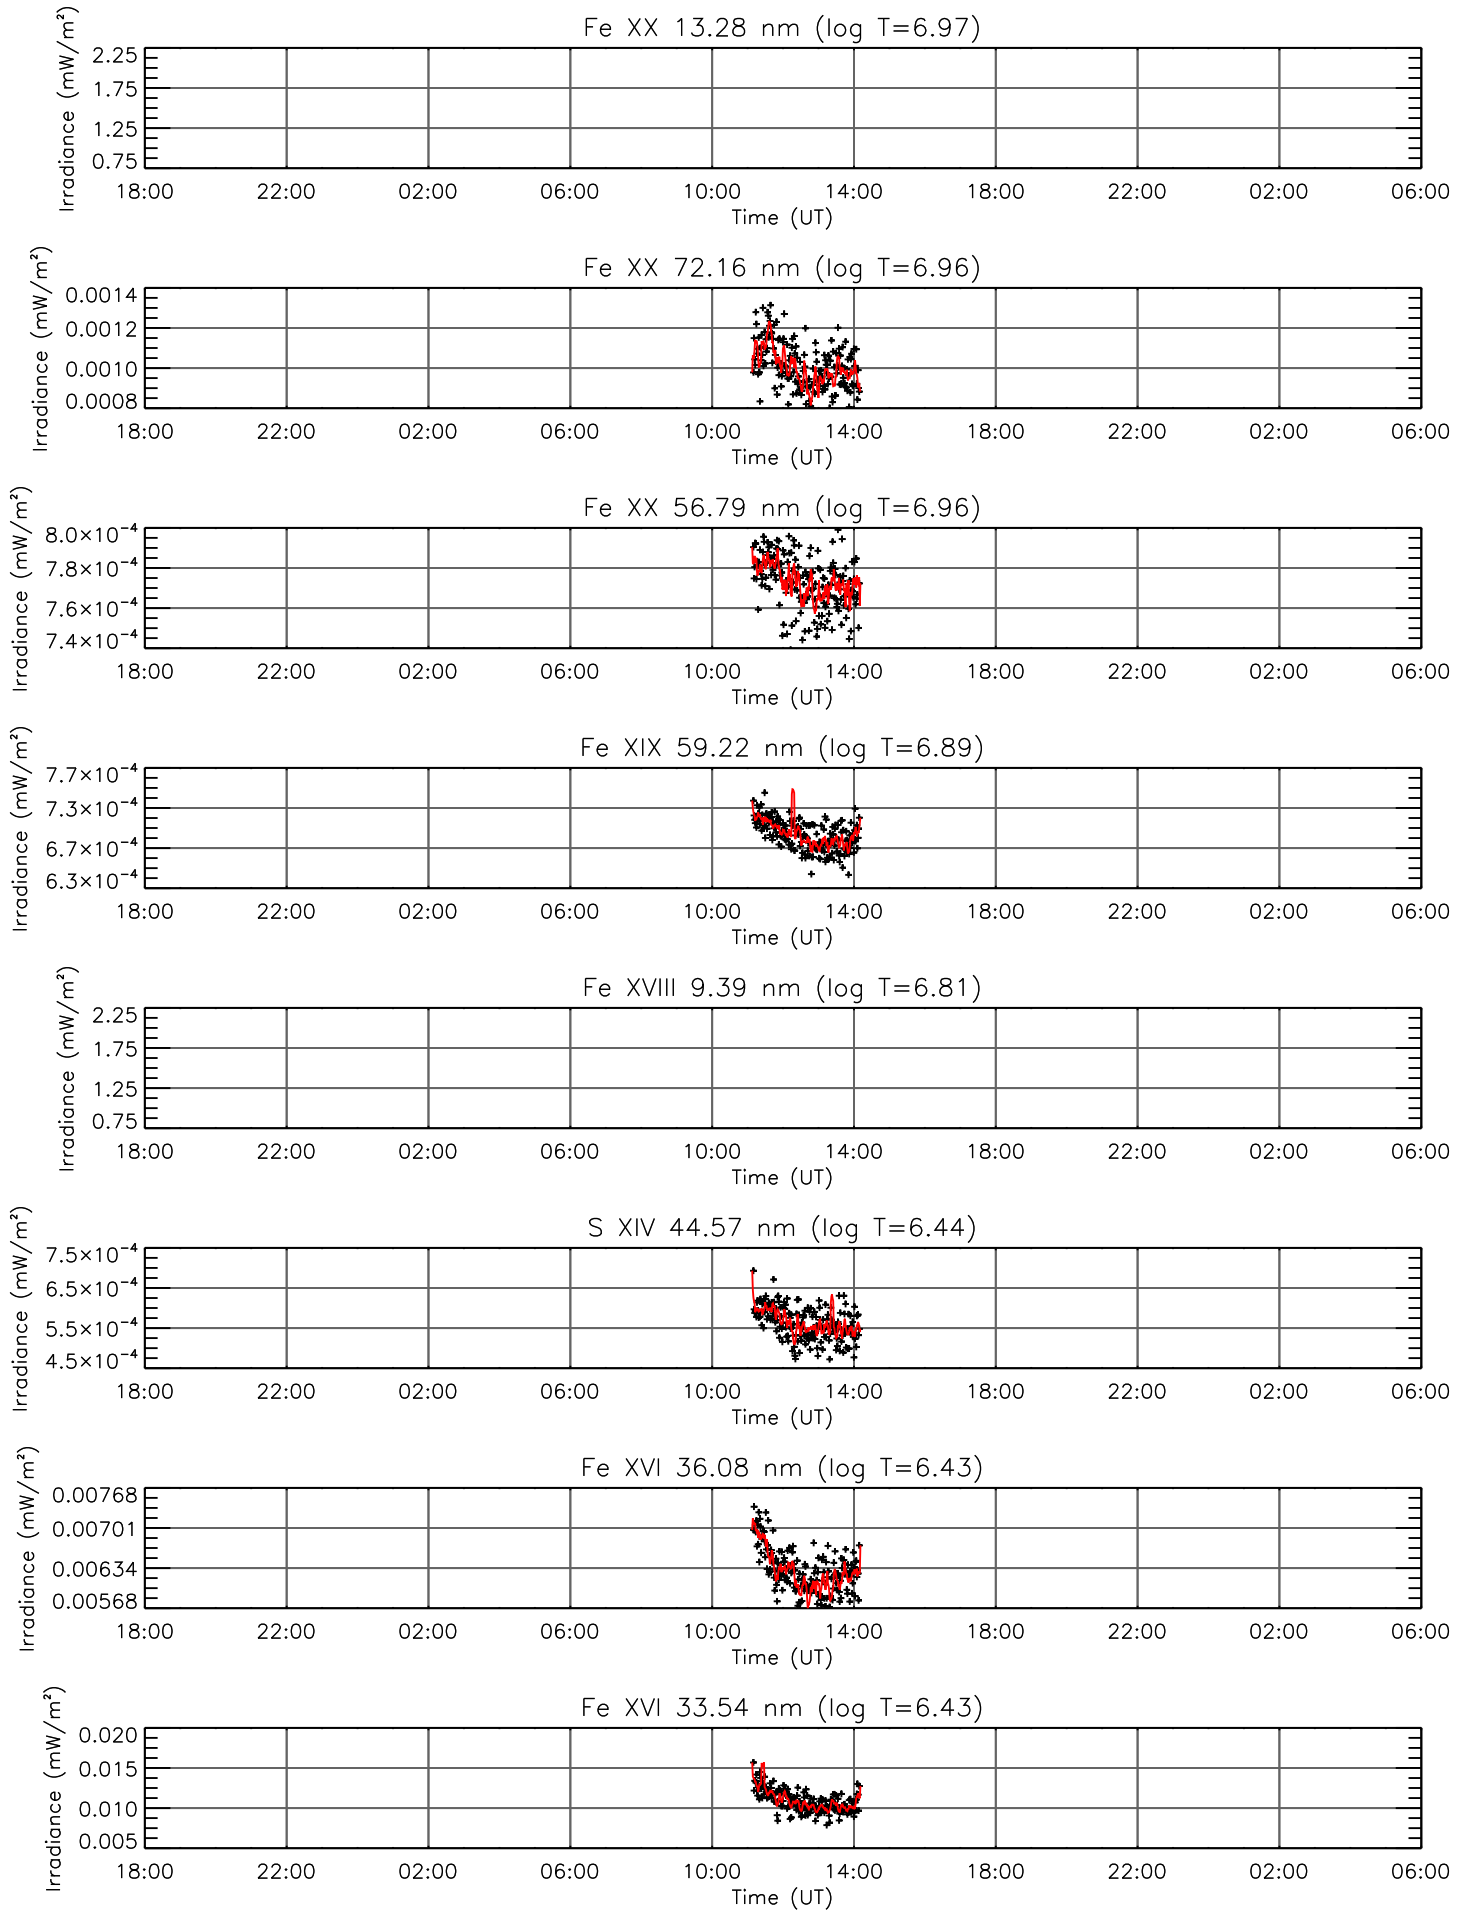 Fe XX 13.28 nm (log T=6.97)
Irradiance (mW/m²)
2.25
1.75
1.25
0.75
18:00 22:00 02:00 06:00 10:00 14:00 18:00 22:00 02:00 06:00
Time (UT)
Fe XX 72.16 nm (log T=6.96)
Irradiance (mW/m²)
0.0014
0.0012
0.0010
0.0008
18:00 22:00 02:00 06:00 10:00 14:00 18:00 22:00 02:00 06:00
Time (UT)
Fe XX 56.79 nm (log T=6.96)
Irradiance (mW/m²)
8.0×10⁻⁴
7.8×10⁻⁴
7.6×10⁻⁴
7.4×10⁻⁴
18:00 22:00 02:00 06:00 10:00 14:00 18:00 22:00 02:00 06:00
Time (UT)
Fe XIX 59.22 nm (log T=6.89)
Irradiance (mW/m²)
7.7×10⁻⁴
7.3×10⁻⁴
6.7×10⁻⁴
6.3×10⁻⁴
18:00 22:00 02:00 06:00 10:00 14:00 18:00 22:00 02:00 06:00
Time (UT)
Fe XVIII 9.39 nm (log T=6.81)
Irradiance (mW/m²)
2.25
1.75
1.25
0.75
18:00 22:00 02:00 06:00 10:00 14:00 18:00 22:00 02:00 06:00
Time (UT)
S XIV 44.57 nm (log T=6.44)
Irradiance (mW/m²)
7.5×10⁻⁴
6.5×10⁻⁴
5.5×10⁻⁴
4.5×10⁻⁴
18:00 22:00 02:00 06:00 10:00 14:00 18:00 22:00 02:00 06:00
Time (UT)
Fe XVI 36.08 nm (log T=6.43)
Irradiance (mW/m²)
0.00768
0.00701
0.00634
0.00568
18:00 22:00 02:00 06:00 10:00 14:00 18:00 22:00 02:00 06:00
Time (UT)
Fe XVI 33.54 nm (log T=6.43)
Irradiance (mW/m²)
0.020
0.015
0.010
0.005
18:00 22:00 02:00 06:00 10:00 14:00 18:00 22:00 02:00 06:00
Time (UT)